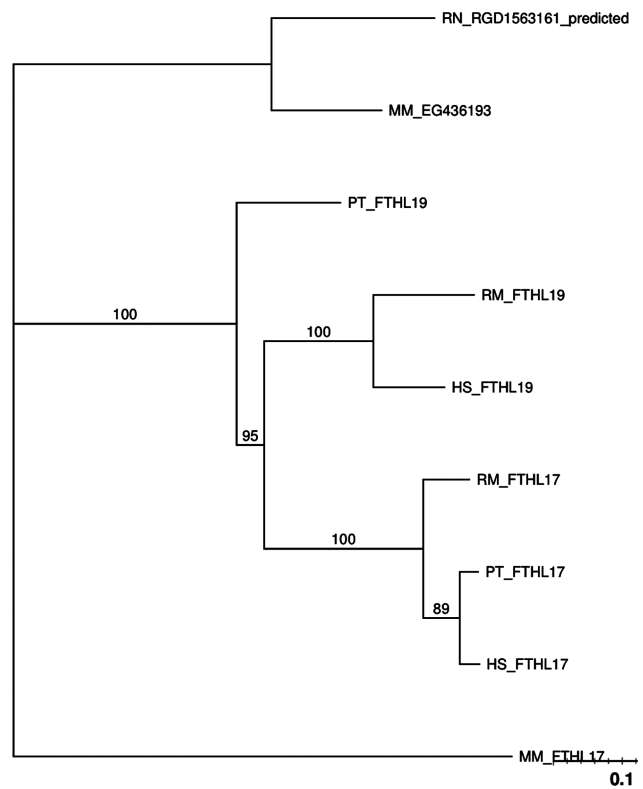 RN_RGD1563161_predicted
MM_EG436193
PT_FTHL19
RM_FTHL19
100
100
HS_FTHL19
95
RM_FTHL17
100
PT_FTHL17
89
HS_FTHL17
MM_FTHL17
0.1